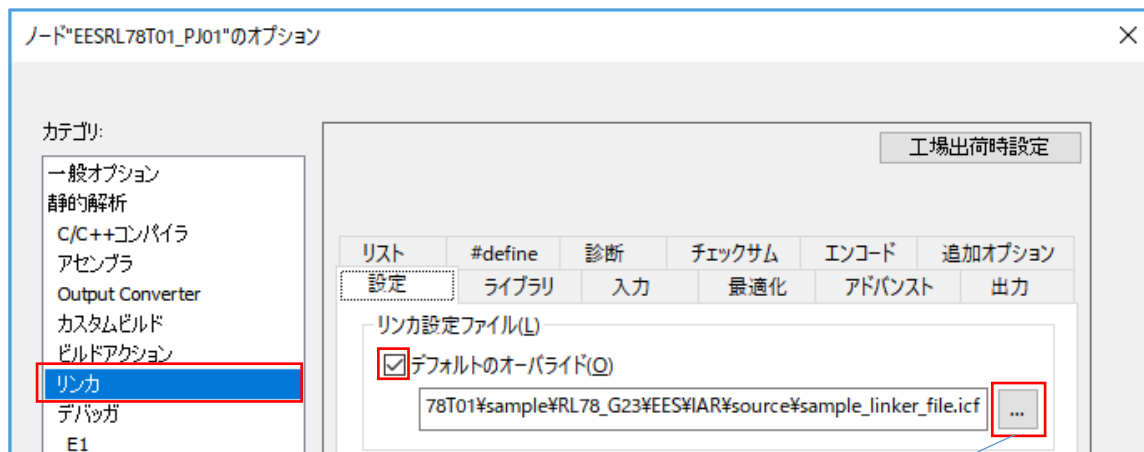 ノード"EESRL78T01_PJ01"のオプション
カテゴリ:
一般オプション
静的解析
C/C++コンパイラ
アセンブラ
Output Converter
カスタムビルド
ビルドアクション
リンカ
デバッガ
E1
工場出荷時設定
リスト #define 診断 チェックサム エンコード 追加オプション
設定 ライブラリ 入力 最適化 アドバンスト 出力
リンカ設定ファイル(L)
デフォルトのオーバライド(O)
78T01¥sample¥RL78_G23¥EES¥IAR¥source¥sample_linker_file.icf ...